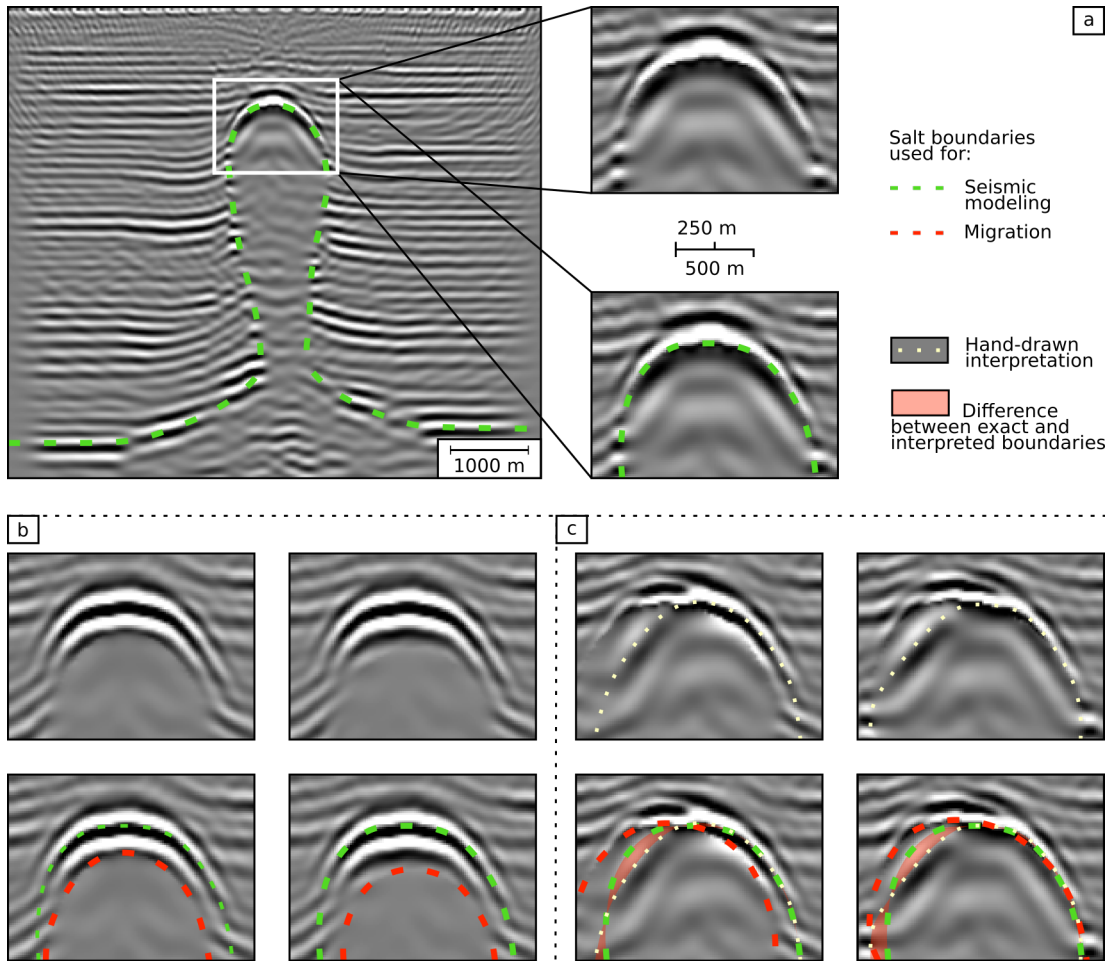 a
Salt boundaries
used for:
Seismic
modeling
Migration
250 m
500 m
Hand-drawn
interpretation
Difference
between exact and
interpreted boundaries
1000 m
b
c